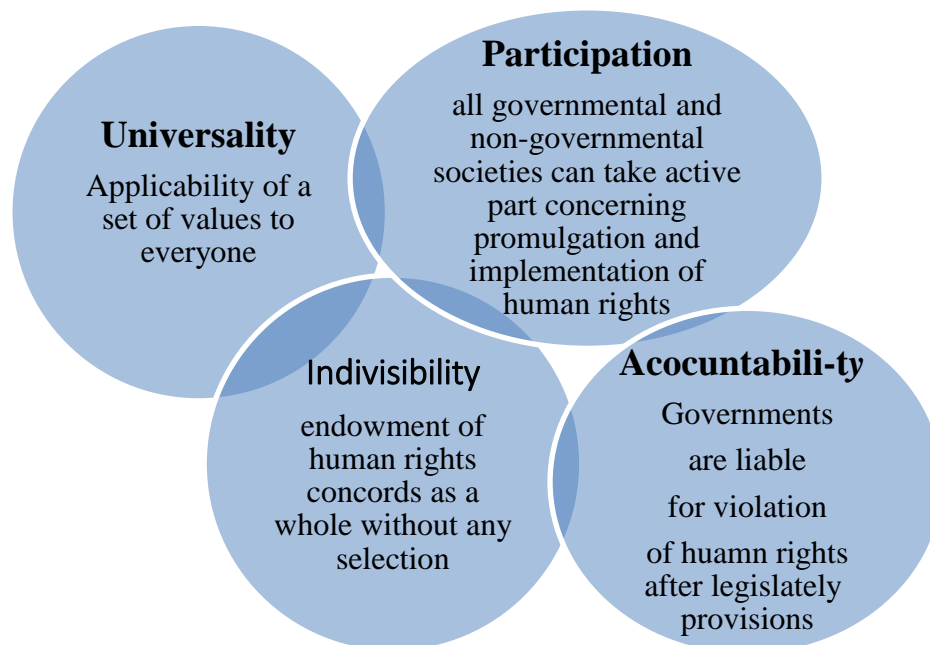 Universality
Applicability of a
set of values to
everyone
Participation
all governmental and
non-governmental
societies can take active
part concerning
promulgation and
implementation of
human rights
Indivisibility
endowment of
human rights
concords as a
whole without any
selection
Acocuntabili-ty
Governments
are liable
for violation
of huamn rights
after legislately
provisions